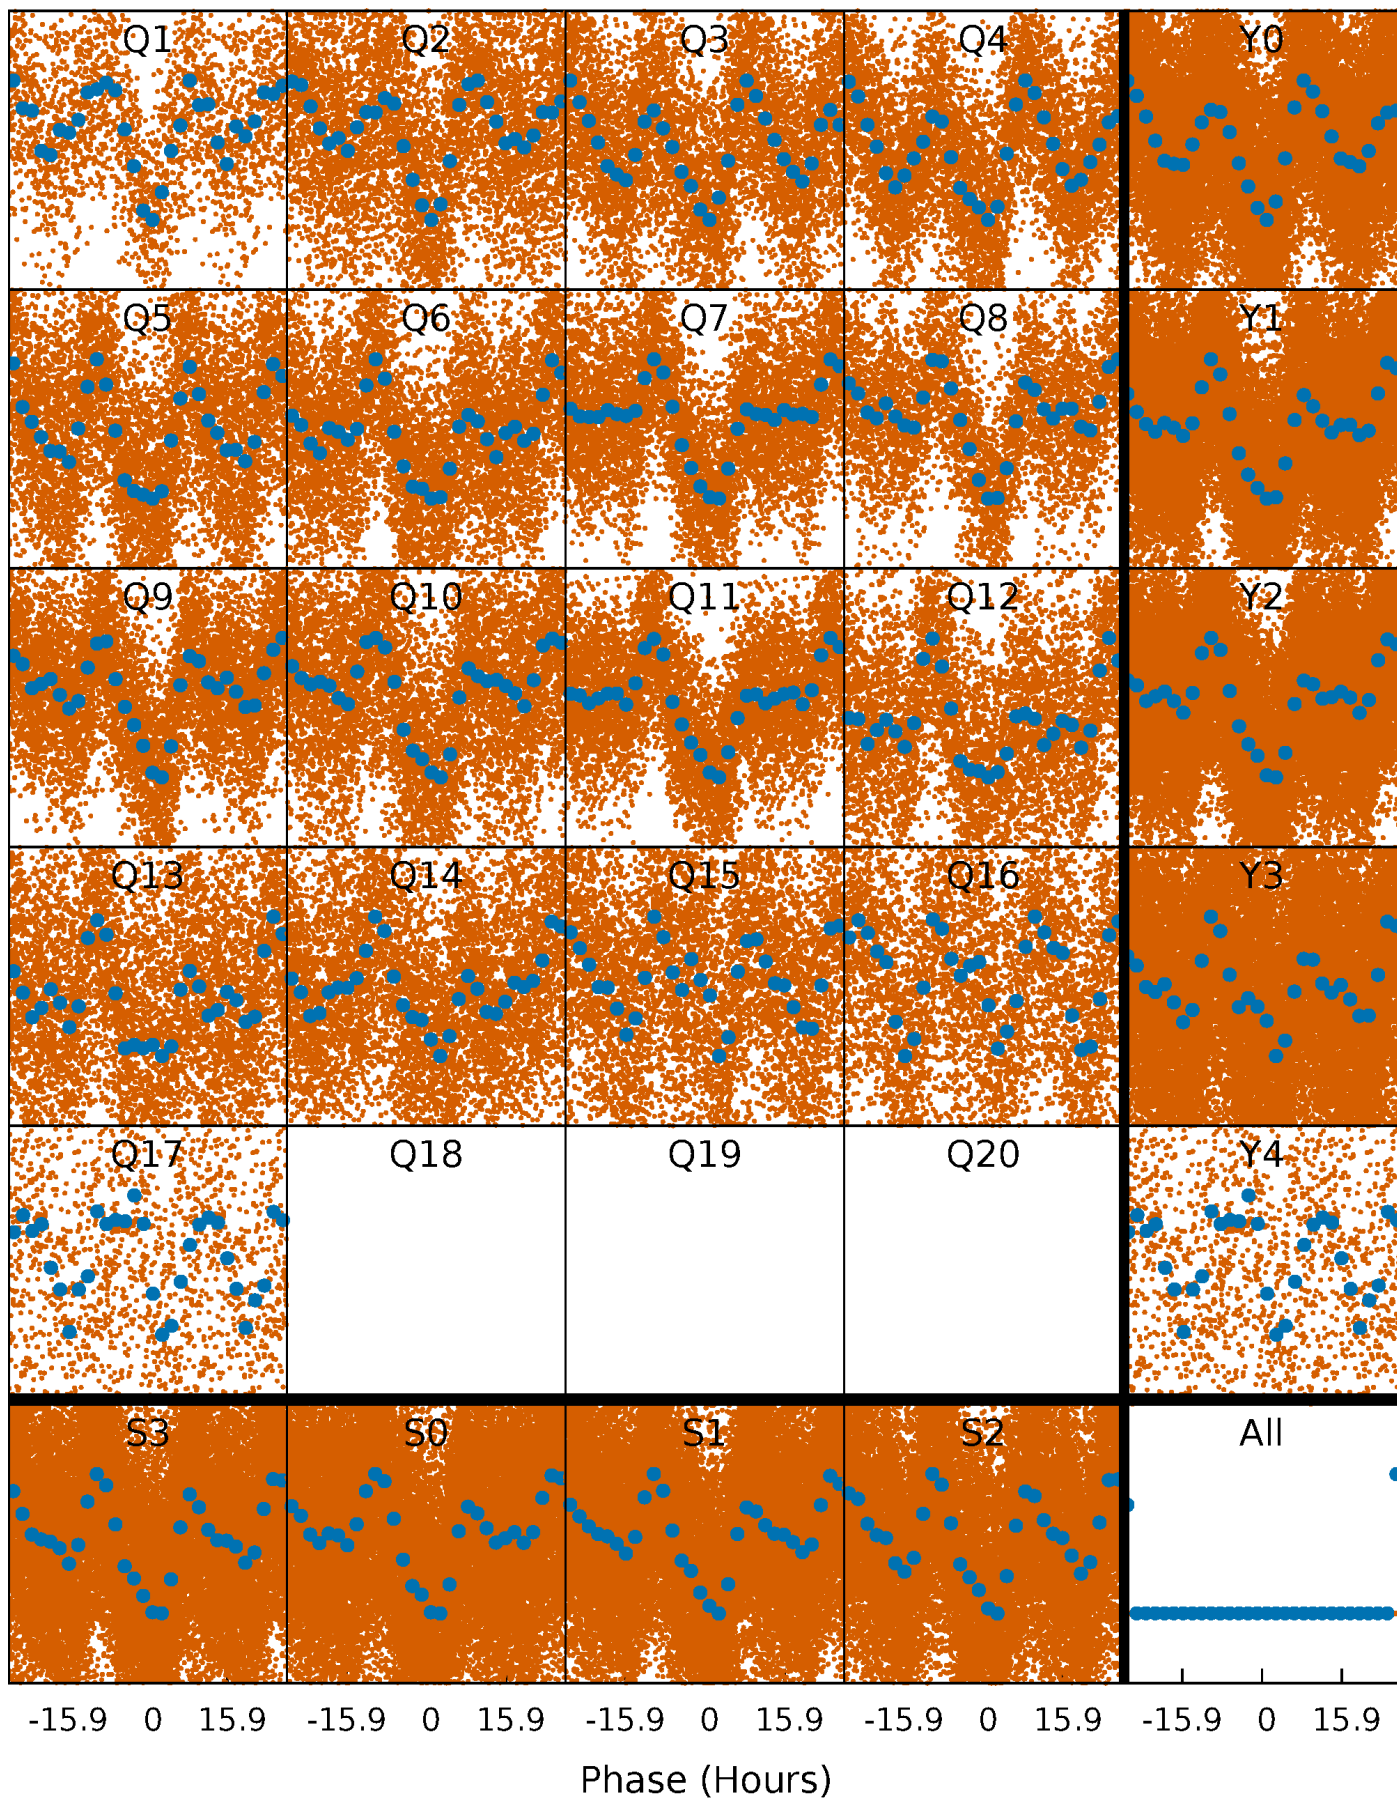 Q1 Q2 Q3 Q4 Y0
Q5 Q6 Q7 Q8 Y1
Q9 Q10 Q11 Q12 Y2
Q13 Q14 Q15 Q16 Y3
Q17 Q18 Q19 Q20 Y4
S3 S0 S1 S2 All
-15.9 0 15.9 -15.9 0 15.9 -15.9 0 15.9 -15.9 0 15.9 -15.9 0 15.9
Phase (Hours)